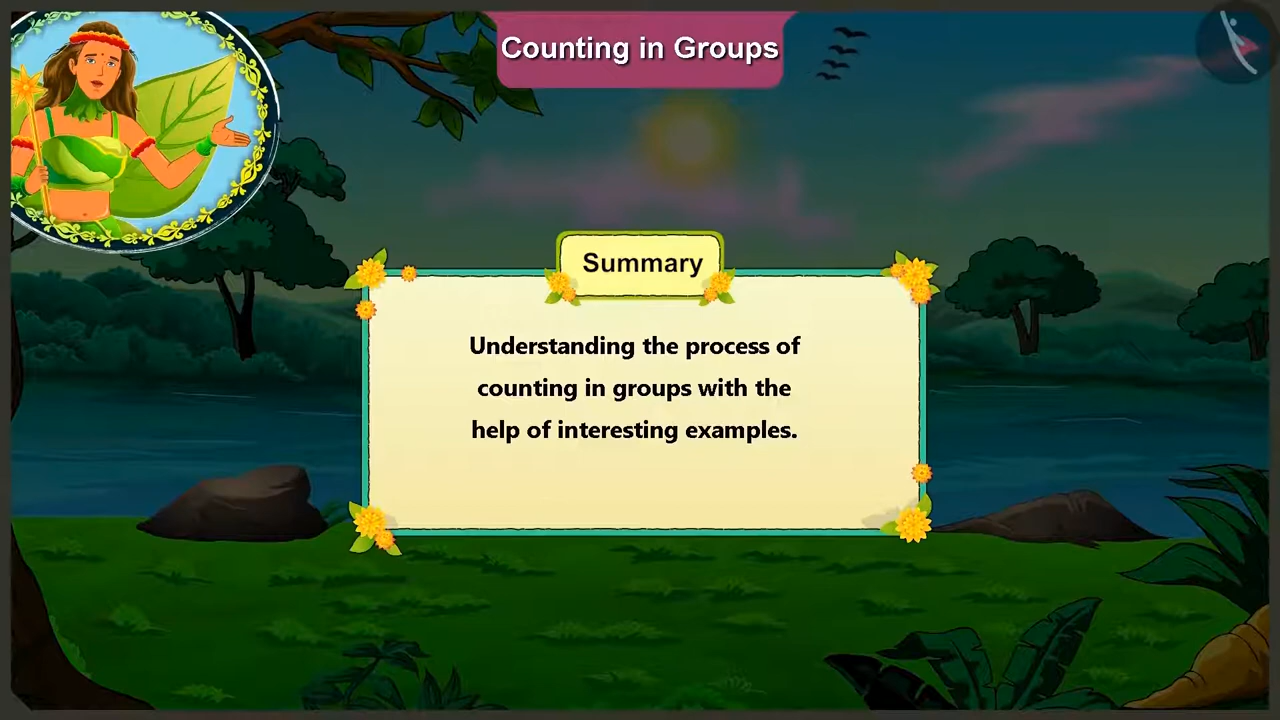 Counting in Groups
Summary
Understanding the process of
counting in groups with the
help of interesting examples.